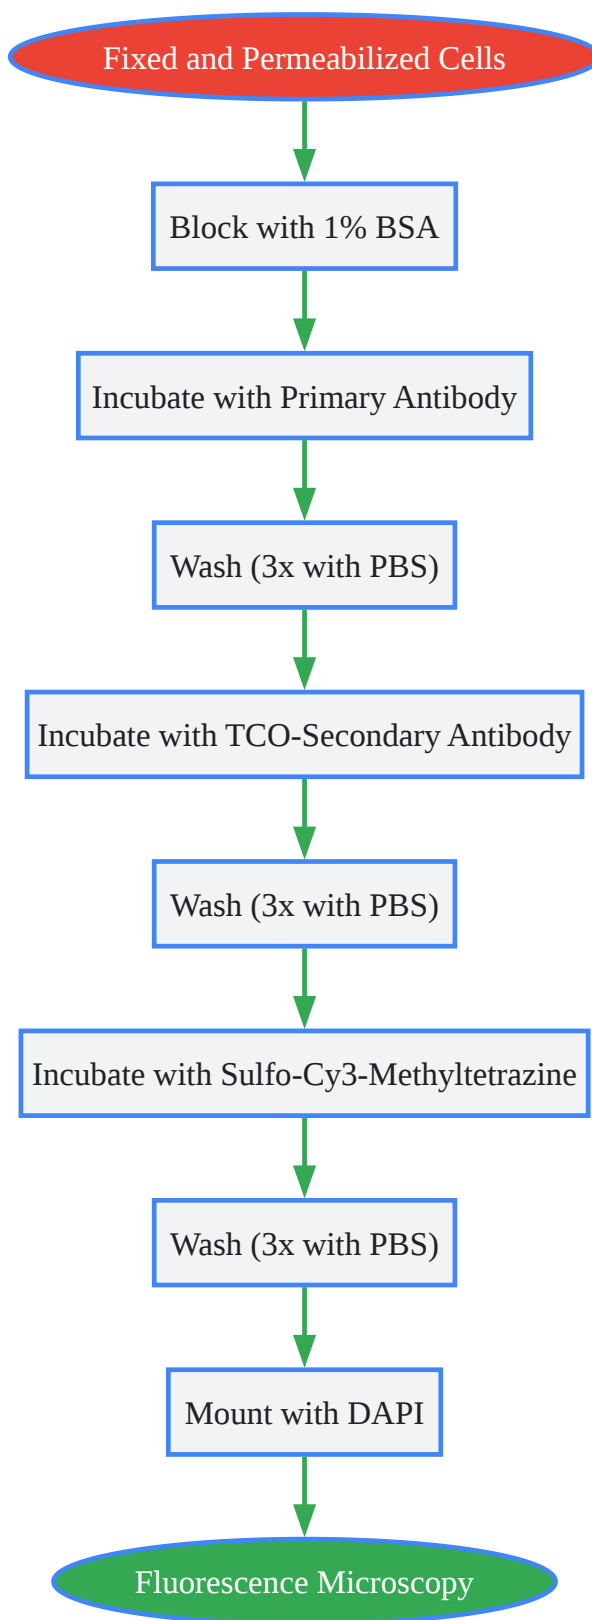 Fixed and Permeabilized Cells
Block with 1% BSA
Incubate with Primary Antibody
Wash (3x with PBS)
Incubate with TCO-Secondary Antibody
Wash (3x with PBS)
Incubate with Sulfo-Cy3-Methyltetrazine
Wash (3x with PBS)
Mount with DAPI
Fluorescence Microscopy